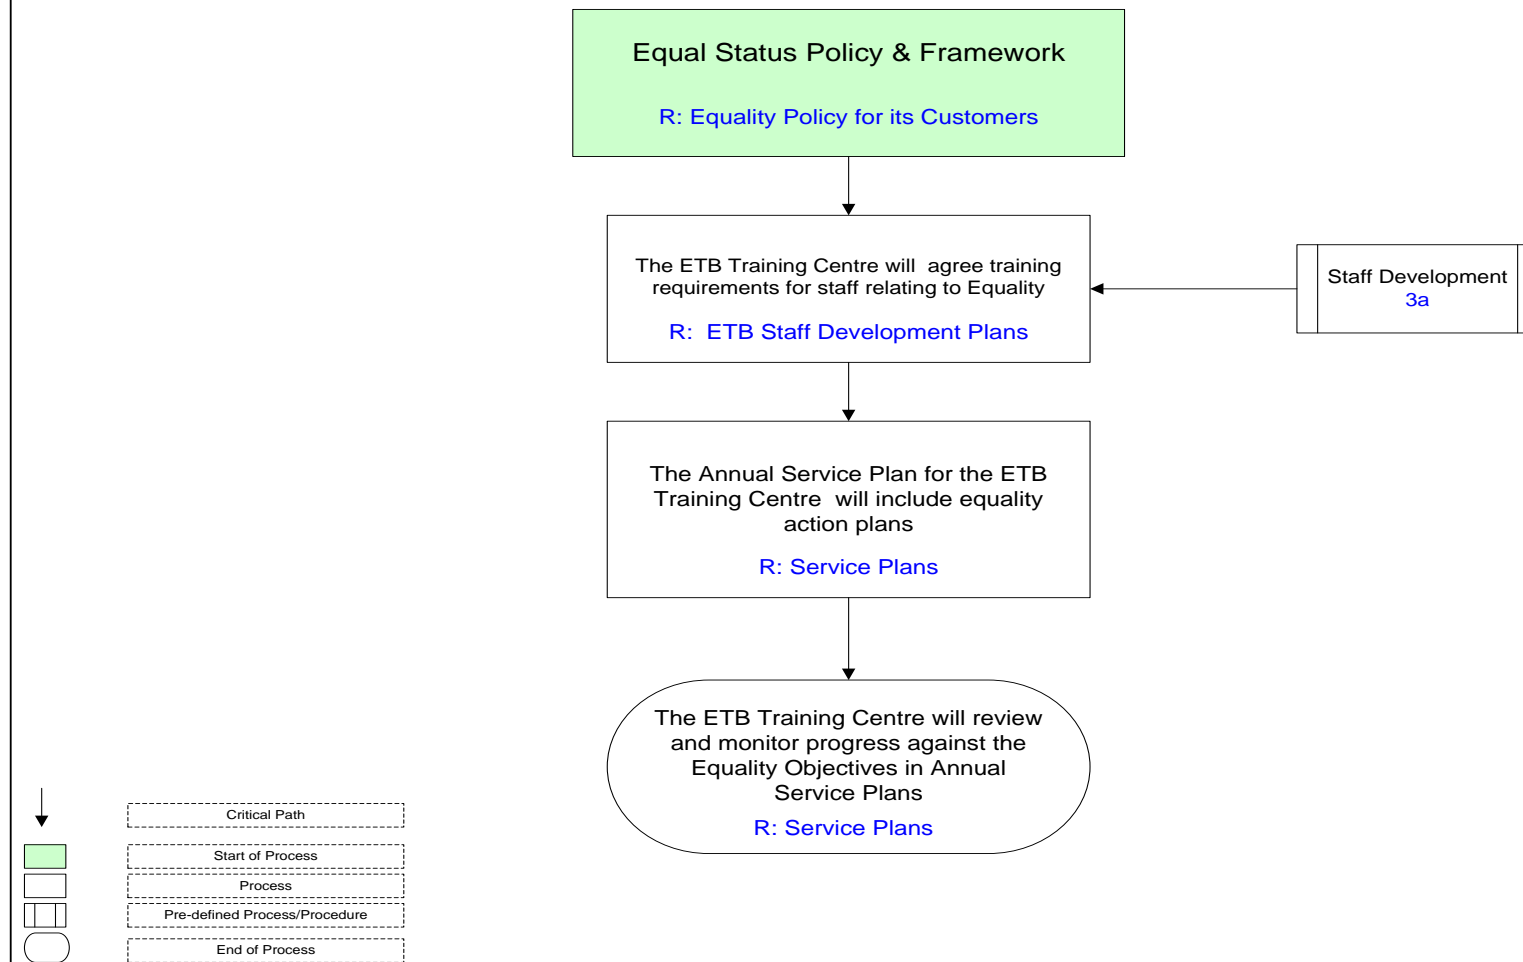 Equal Status Policy & Framework
R: Equality Policy for its Customers
The ETB Training Centre will  agree training
requirements for staff relating to Equality
R:  ETB Staff Development Plans
Staff Development
3a
The Annual Service Plan for the ETB
Training Centre  will include equality
action plans
R: Service Plans
The ETB Training Centre will review
and monitor progress against the
Equality Objectives in Annual
Service Plans
R: Service Plans
Critical Path
Start of Process
Process
Pre-defined Process/Procedure
End of Process